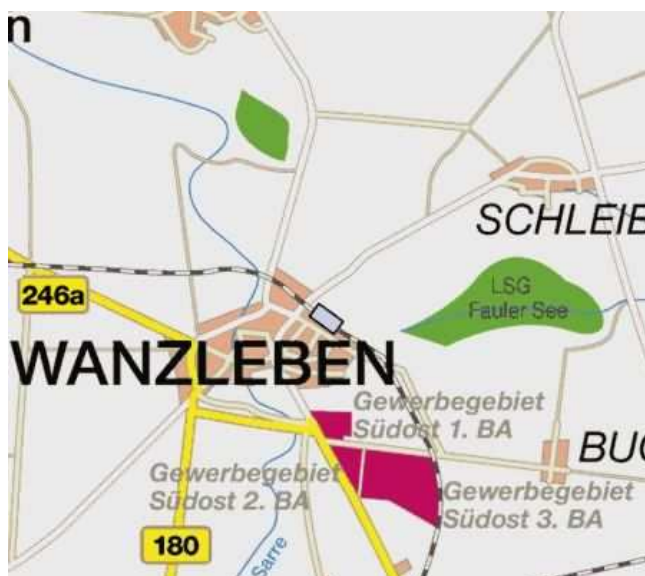 n
SCHLEIB
LSG
Fauler See
246a
WANZLEBEN
Gewerbegebiet
Südost 1. BA
BUC
Gewerbegebiet
Südost 2. BA
Gewerbegebiet
Südost 3. BA
180
Sarre